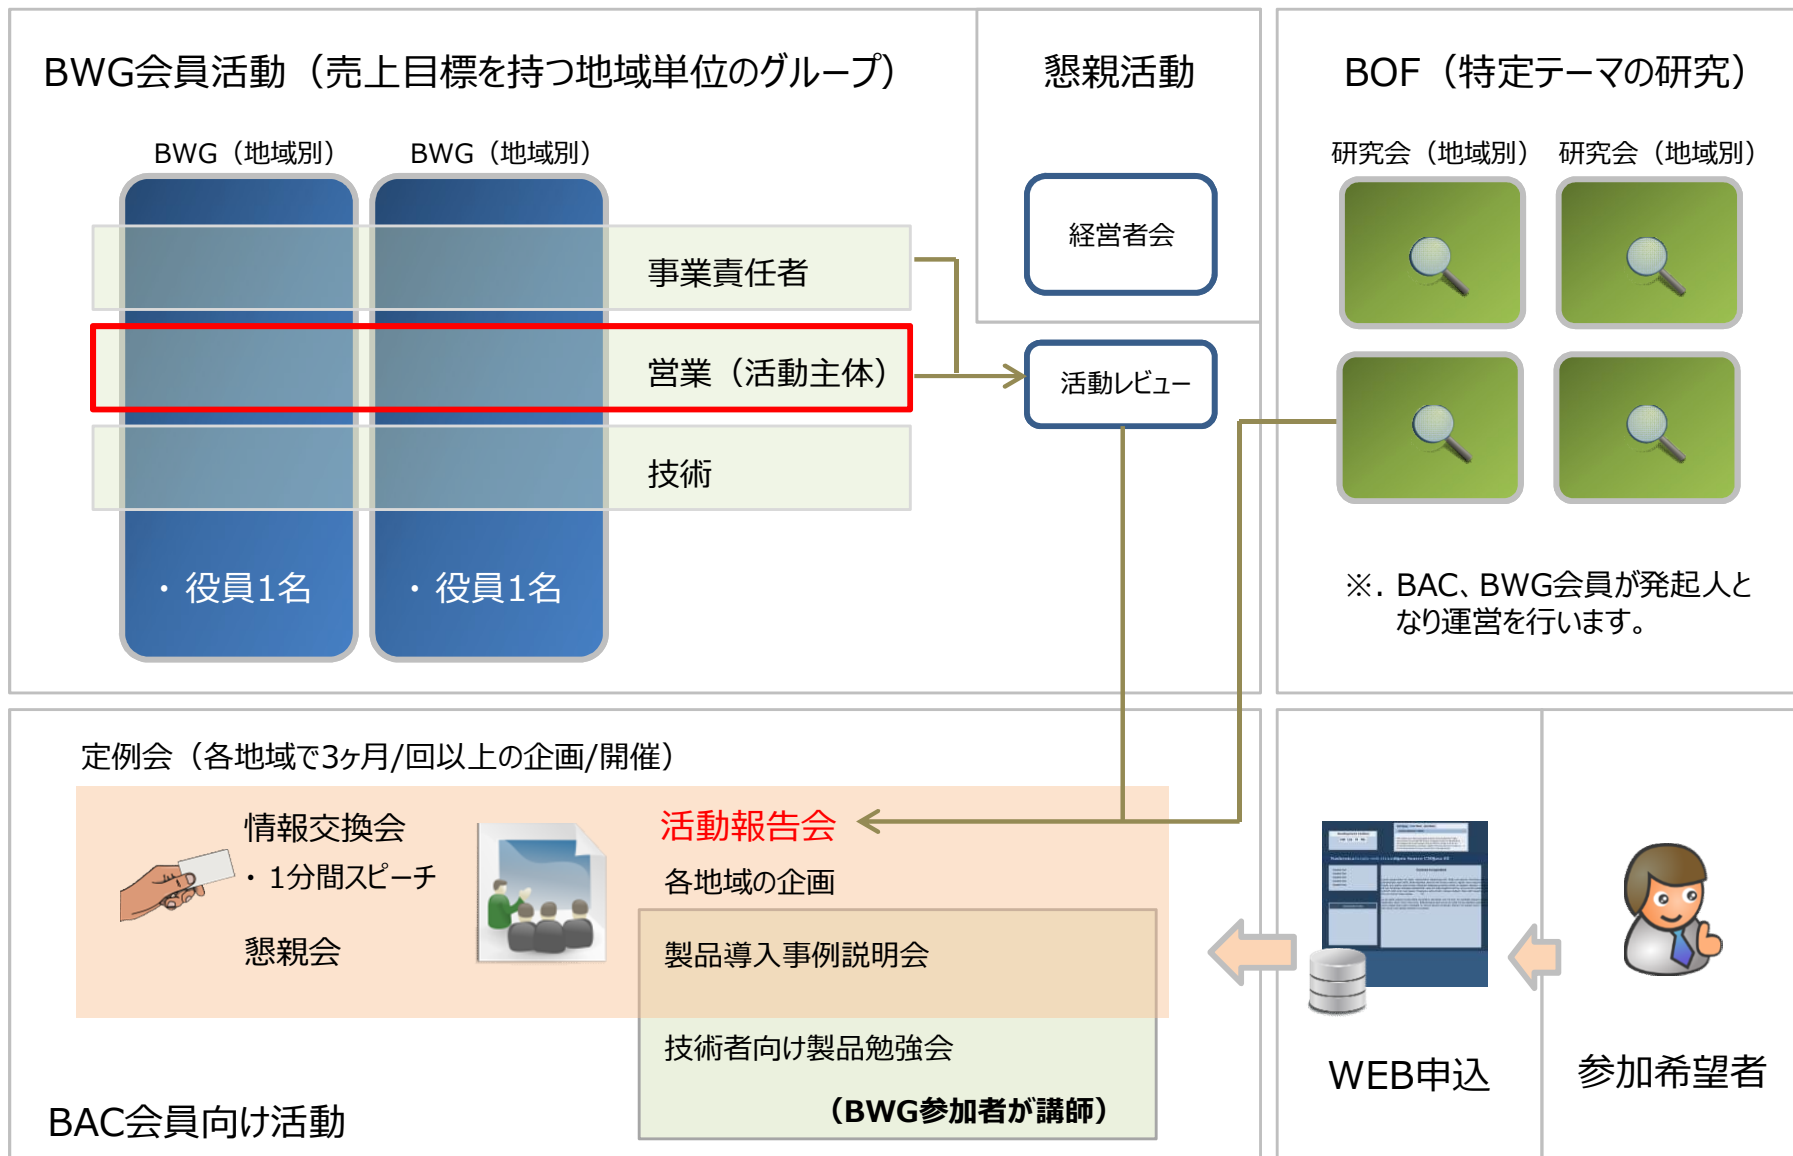 BWG会員活動（売上目標を持つ地域単位のグループ）
BWG（地域別）
BWG（地域別）
事業責任者
営業（活動主体）
技術
・役員1名
・役員1名
懇親活動
経営者会
活動レビュー
BOF（特定テーマの研究）
研究会（地域別）
研究会（地域別）
※．BAC、BWG会員が発起人と
なり運営を行います。
定例会（各地域で3ヶ月/回以上の企画/開催）
情報交換会
・1分間スピーチ
懇親会
活動報告会
各地域の企画
製品導入事例説明会
技術者向け製品勉強会
（BWG参加者が講師）
BAC会員向け活動
WEB申込
参加希望者